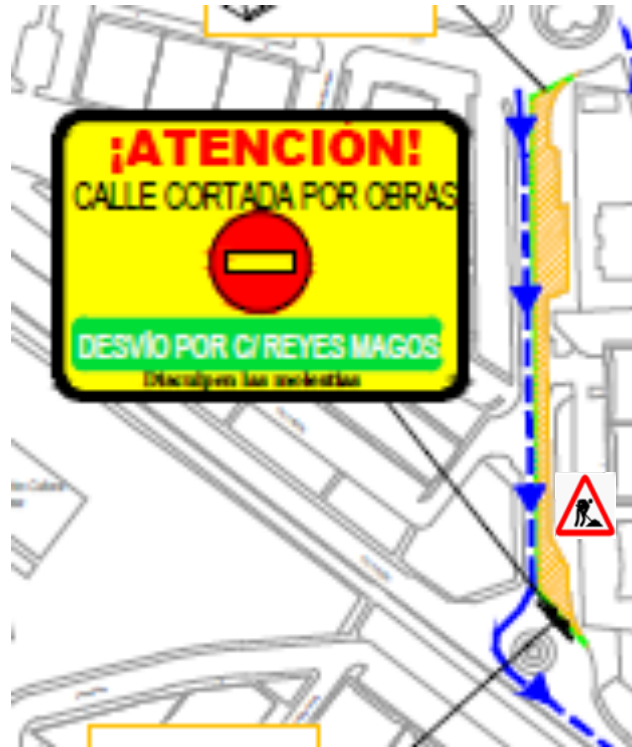 ¡ATENCIÓN!
CALLE CORTADA POR OBRAS
DESVÍO POR C/ REYES MAGOS
Disculpen las molestias